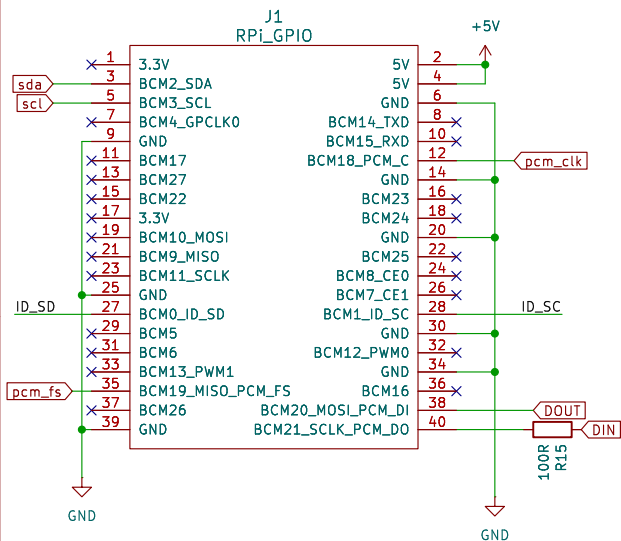 J1
RPi_GPIO
+5V
1 3.3V 5V 2
sda 3 BCM2_SDA 5V 4
scl 5 BCM3_SCL GND 6
7 BCM4_GPCLK0 BCM14_TXD 8
9 GND BCM15_RXD 10
11 BCM17 BCM18_PCM_C 12 pcm_clk
13 BCM27 GND 14
15 BCM22 BCM23 16
17 3.3V BCM24 18
19 BCM10_MOSI GND 20
21 BCM9_MISO BCM25 22
23 BCM11_SCLK BCM8_CE0 24
25 GND BCM7_CE1 26
ID_SD 27 BCM0_ID_SD BCM1_ID_SC 28 ID_SC
29 BCM5 GND 30
31 BCM6 BCM12_PWM0 32
33 BCM13_PWM1 GND 34
pcm_fs 35 BCM19_MISO_PCM_FS BCM16 36
37 BCM26 BCM20_MOSI_PCM_DI 38 DOUT
39 GND BCM21_SCLK_PCM_DO 40 DIN
100R
R15
GND
GND